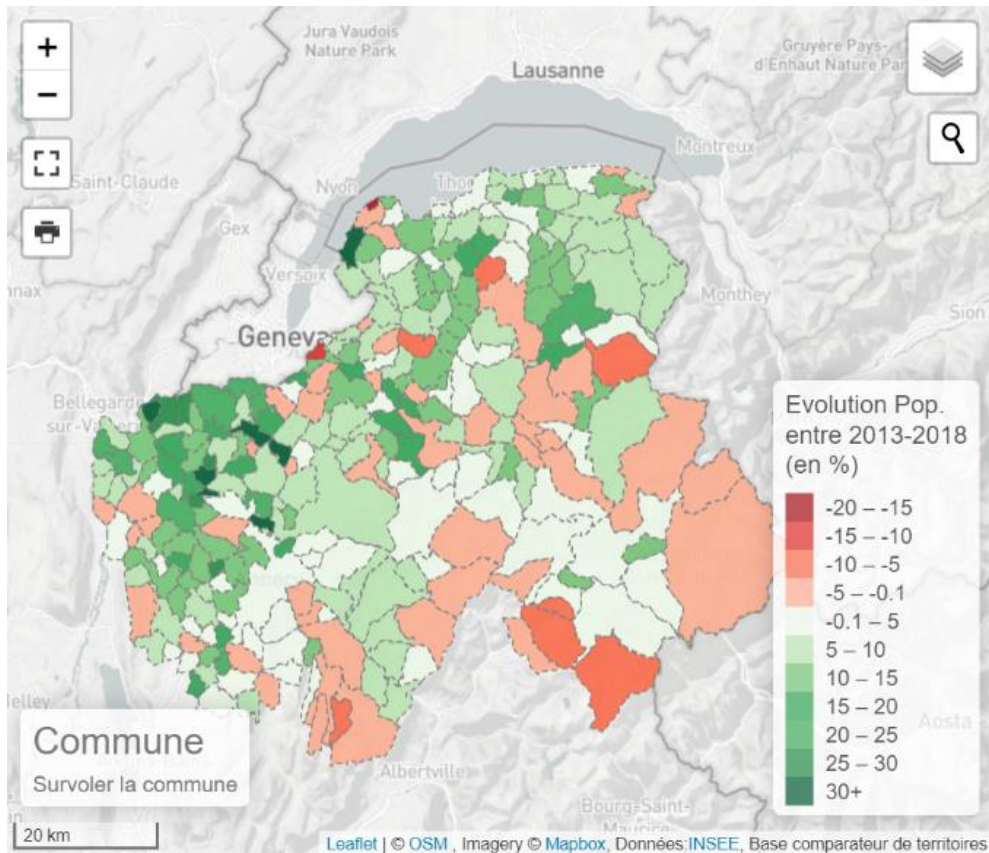 +
−
Jura Vaudois
Nature Park
Gruyère Pays-
d'Enhaut Nature Par
Lausanne
Montreux
Saint-Claude
Nyon
Gex
Versoix
Monthey
Sion
Geneva
Bellegarde
sur-Valserin
Evolution Pop.
entre 2013-2018
(en %)
-20 – -15
-15 – -10
-10 – -5
-5 – -0.1
-0.1 – 5
5 – 10
10 – 15
15 – 20
20 – 25
25 – 30
30+
Aosta
Commune
Survoler la commune
Albertville
Bourg-Saint-
Maurice
20 km
Leaflet | © OSM , Imagery © Mapbox, Données:INSEE, Base comparateur de territoires